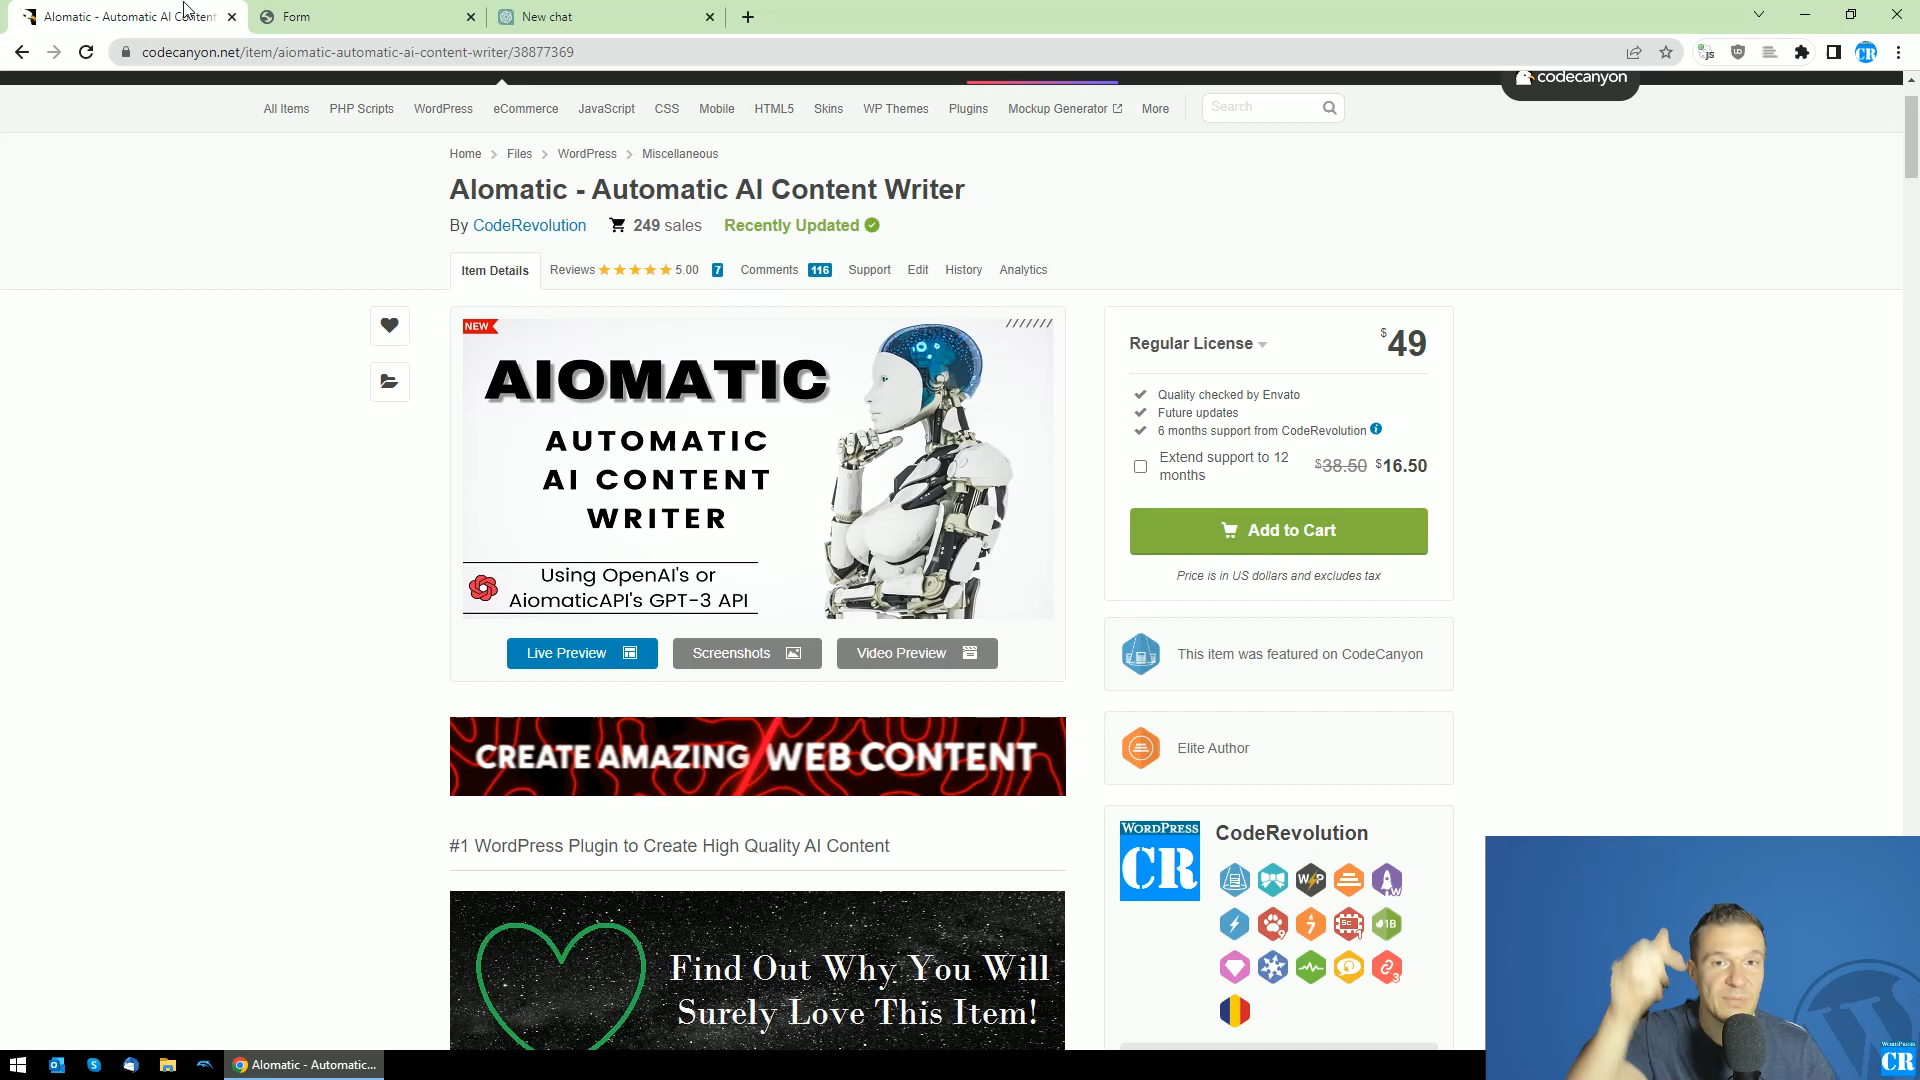 Alomatic - Automatic AI Content
Form
New chat
codecanyon.net/item/aiomatic-automatic-ai-content-writer/38877369
codecanyon
All Items PHP Scripts WordPress eCommerce JavaScript CSS Mobile HTML5 Skins WP Themes Plugins Mockup Generator More Search
Home Files WordPress Miscellaneous
AIomatic - Automatic AI Content Writer
By CodeRevolution 249 sales Recently Updated
Item Details Reviews 5.00 7 Comments 116 Support Edit History Analytics
NEW
AIOMATIC
AUTOMATIC
AI CONTENT
WRITER
Using OpenAI's or
AiomaticAPI's GPT-3 API
Live Preview Screenshots Video Preview
Regular License $49
Quality checked by Envato
Future updates
6 months support from CodeRevolution
Extend support to 12 months $38.50 $16.50
Add to Cart
Price is in US dollars and excludes tax
This item was featured on CodeCanyon
Elite Author
CREATE AMAZING WEB CONTENT
#1 WordPress Plugin to Create High Quality AI Content
Find Out Why You Will
Surely Love This Item!
WORDPRESS
CR
CodeRevolution
Alomatic - Automatic...
WORDPRESS
CR